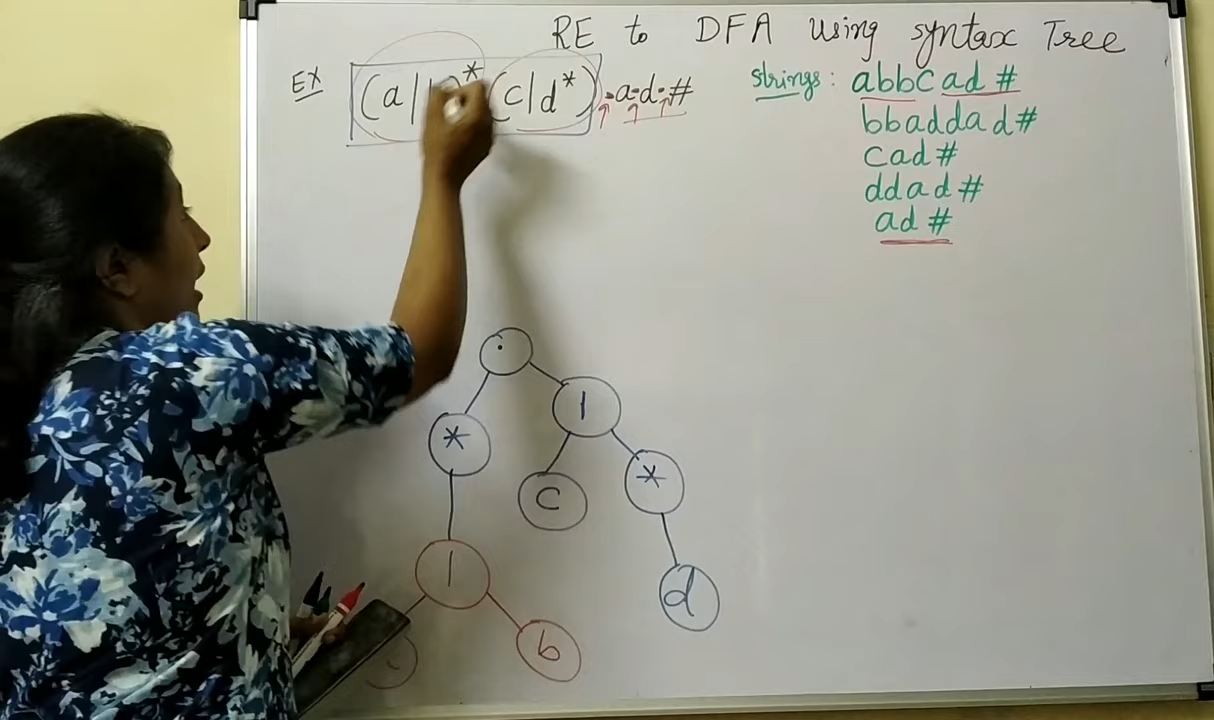 RE to DFA Using syntax Tree
Ex (a| * (c|d*).a.d.#
strings: abbcad#
bbaddad#
cad#
ddad#
ad#
.
* |
c *
| d
b